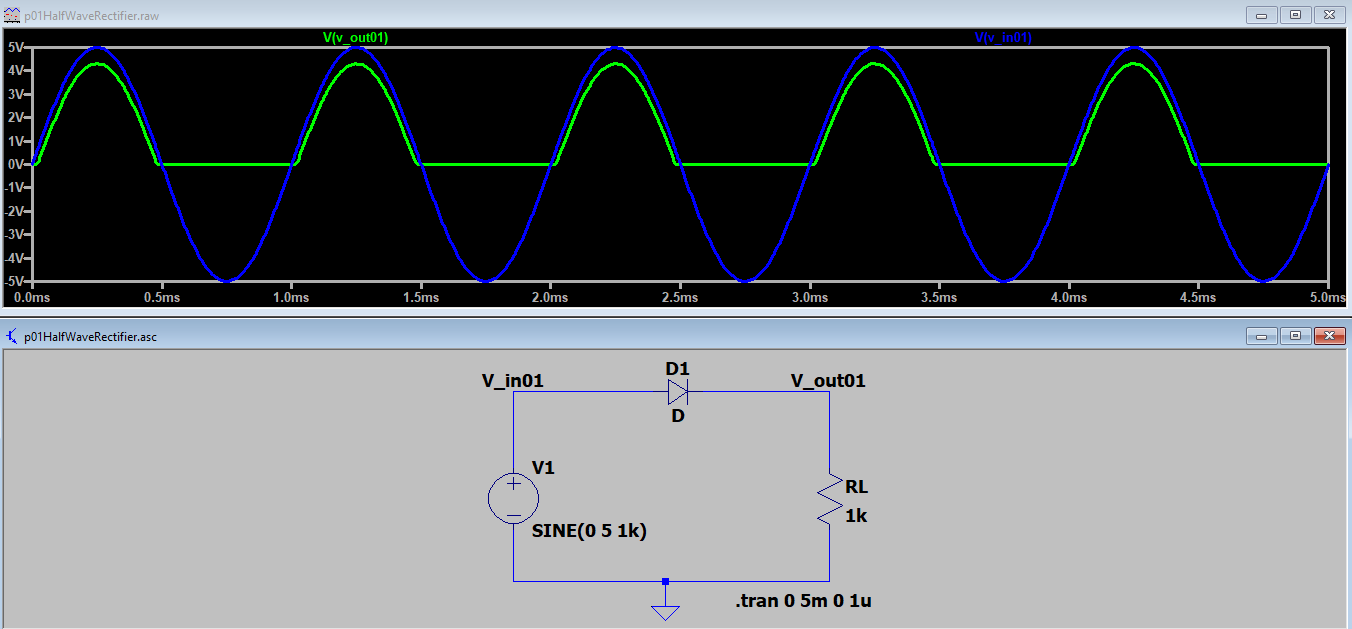 p01HalfWaveRectifier.raw
V(v_out01) V(v_in01)
5V
4V
3V
2V
1V
0V
-1V
-2V
-3V
-4V
-5V
0.0ms 0.5ms 1.0ms 1.5ms 2.0ms 2.5ms 3.0ms 3.5ms 4.0ms 4.5ms 5.0ms
p01HalfWaveRectifier.asc
D1
V_in01 V_out01
D
V1
RL
1k
SINE(0 5 1k)
.tran 0 5m 0 1u